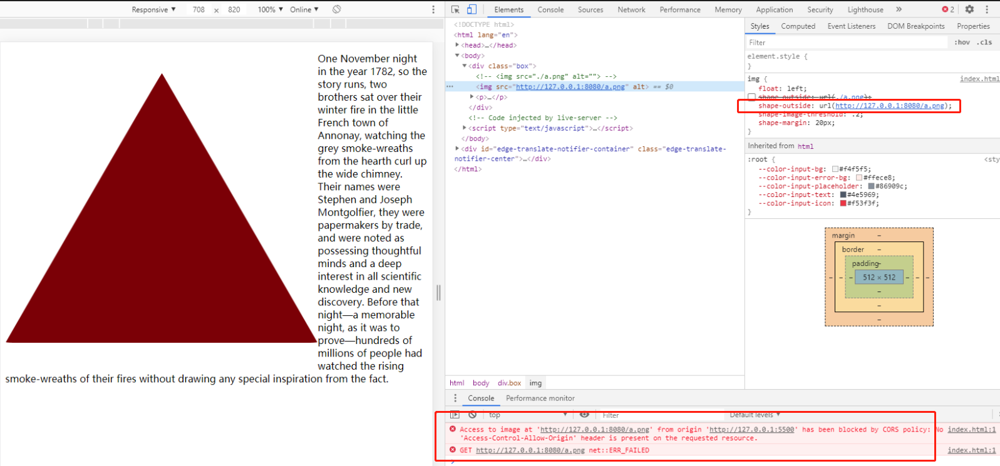 Responsive ▼ 708 x 820 100% ▼ Online ▼
One November night
in the year 1782, so the
story runs, two
brothers sat over their
winter fire in the little
French town of
Annonay, watching the
grey smoke-wreaths
from the hearth curl up
the wide chimney.
Their names were
Stephen and Joseph
Montgolfier, they were
papermakers by trade,
and were noted as
possessing thoughtful
minds and a deep
interest in all scientific
knowledge and new
discovery. Before that
night—a memorable
night, as it was to
prove—hundreds of
millions of people had
watched the rising
smoke-wreaths of their fires without drawing any special inspiration from the fact.
Elements Console Sources Network Performance Memory Application Security Lighthouse » 2
<!DOCTYPE html>
<html lang="en">
▶<head>…</head>
▼<body>
▼<div class="box">
<!-- <img src="./a.png" alt=""> -->
<img src="http://127.0.0.1:8080/a.png" alt> == $0
▶<p>…</p>
</div>
<!-- Code injected by live-server -->
▶<script type="text/javascript">…</script>
</body>
▶<div id="edge-translate-notifier-container" class="edge-translate-
notifier-center">…</div>
</html>
html body div.box img
Styles Computed Event Listeners DOM Breakpoints Properties
Filter :hov .cls
element.style {
}
img { index.html
float: left;
shape-outside: url(./a.png);
shape-outside: url(http://127.0.0.1:8080/a.png);
shape-image-threshold: .2;
shape-margin: 20px;
}
Inherited from html
:root { <sty
--color-input-bg: #f4f5f5;
--color-input-error-bg: #ffece8;
--color-input-placeholder: #86909c;
--color-input-text: #4e5969;
--color-input-icon: #f53f3f;
}
margin –
border –
padding –
– – – 512 × 512 – – –
–
–
–
Console Performance monitor
top ▼ Filter Default levels ▼
Access to image at 'http://127.0.0.1:8080/a.png' from origin 'http://127.0.0.1:5500' has been blocked by CORS policy: No index.html:1
'Access-Control-Allow-Origin' header is present on the requested resource.
GET http://127.0.0.1:8080/a.png net::ERR_FAILED index.html:1